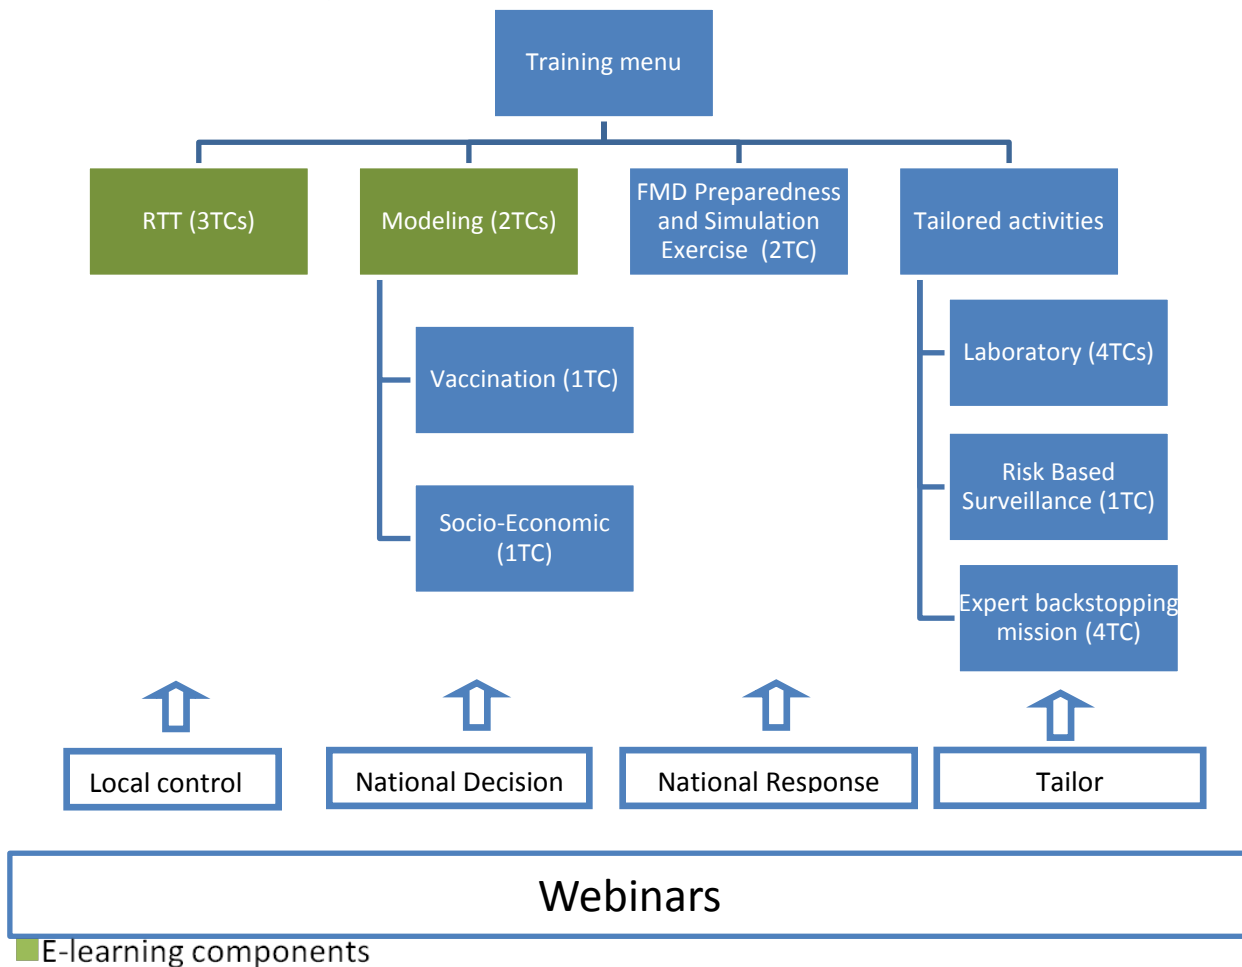 Training menu
RTT (3TCs)
Modeling (2TCs)
FMD Preparedness
and Simulation
Exercise (2TC)
Tailored activities
Vaccination (1TC)
Socio-Economic
(1TC)
Laboratory (4TCs)
Risk Based
Surveillance (1TC)
Expert backstopping
mission (4TC)
Local control
National Decision
National Response
Tailor
Webinars
E-learning components